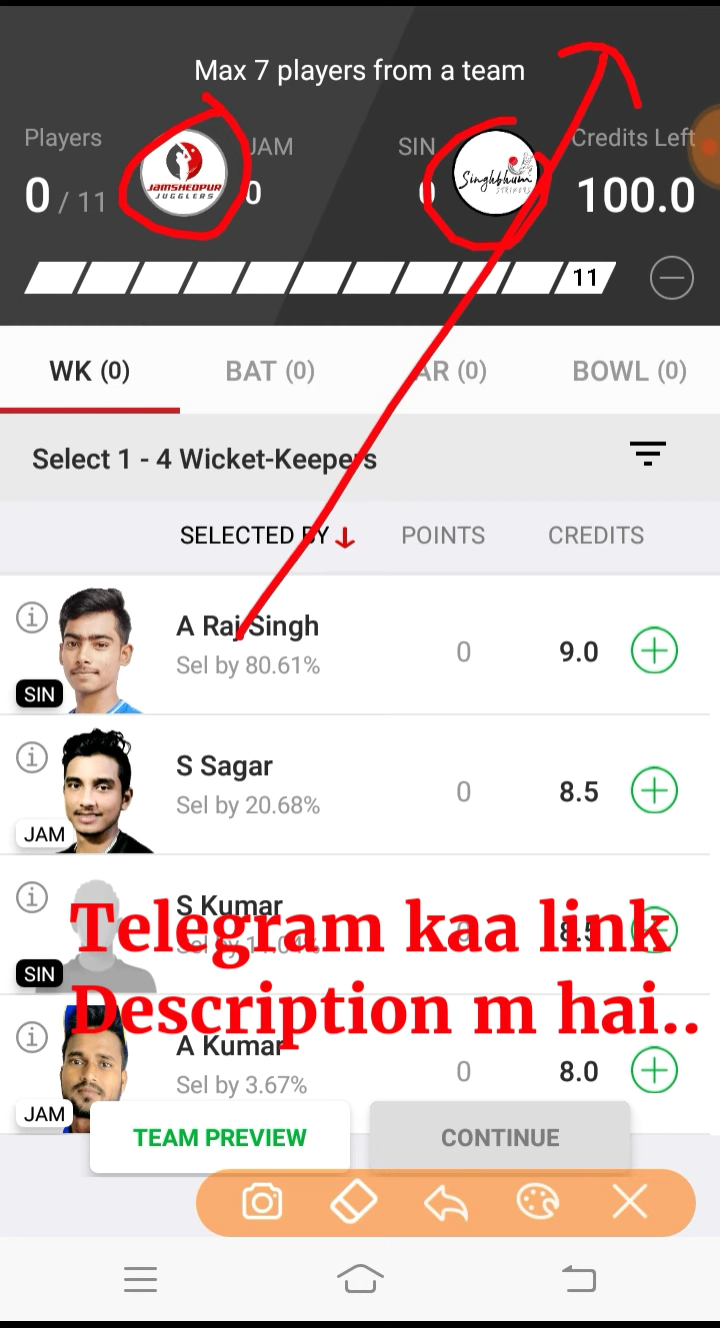 Max 7 players from a team
Players JAM SIN Credits Left
0 / 11 JAMSHEDPUR JUGGLERS 0 0 Singhbhum STRIKERS 100.0
11
WK (0) BAT (0) AR (0) BOWL (0)
Select 1 - 4 Wicket-Keepers
SELECTED BY POINTS CREDITS
A Raj Singh
Sel by 80.61% 0 9.0
SIN
S Sagar
Sel by 20.68% 0 8.5
JAM
S Kumar
Telegram kaa link
Sel by 8.5
SIN
Description m hai..
A Kumar
Sel by 3.67% 0 8.0
JAM
TEAM PREVIEW CONTINUE